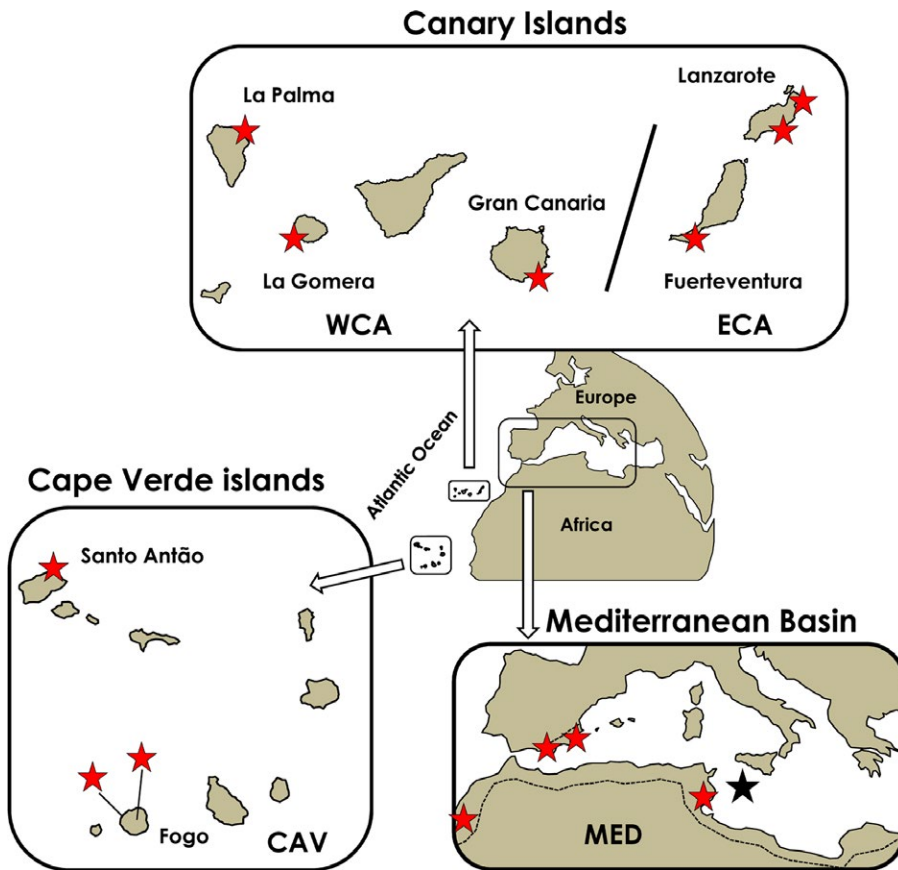 Canary Islands
La Palma
Lanzarote
Gran Canaria
La Gomera
Fuerteventura
WCA
ECA
Europe
Atlantic Ocean
Africa
Cape Verde islands
Santo Antão
Fogo
CAV
Mediterranean Basin
MED